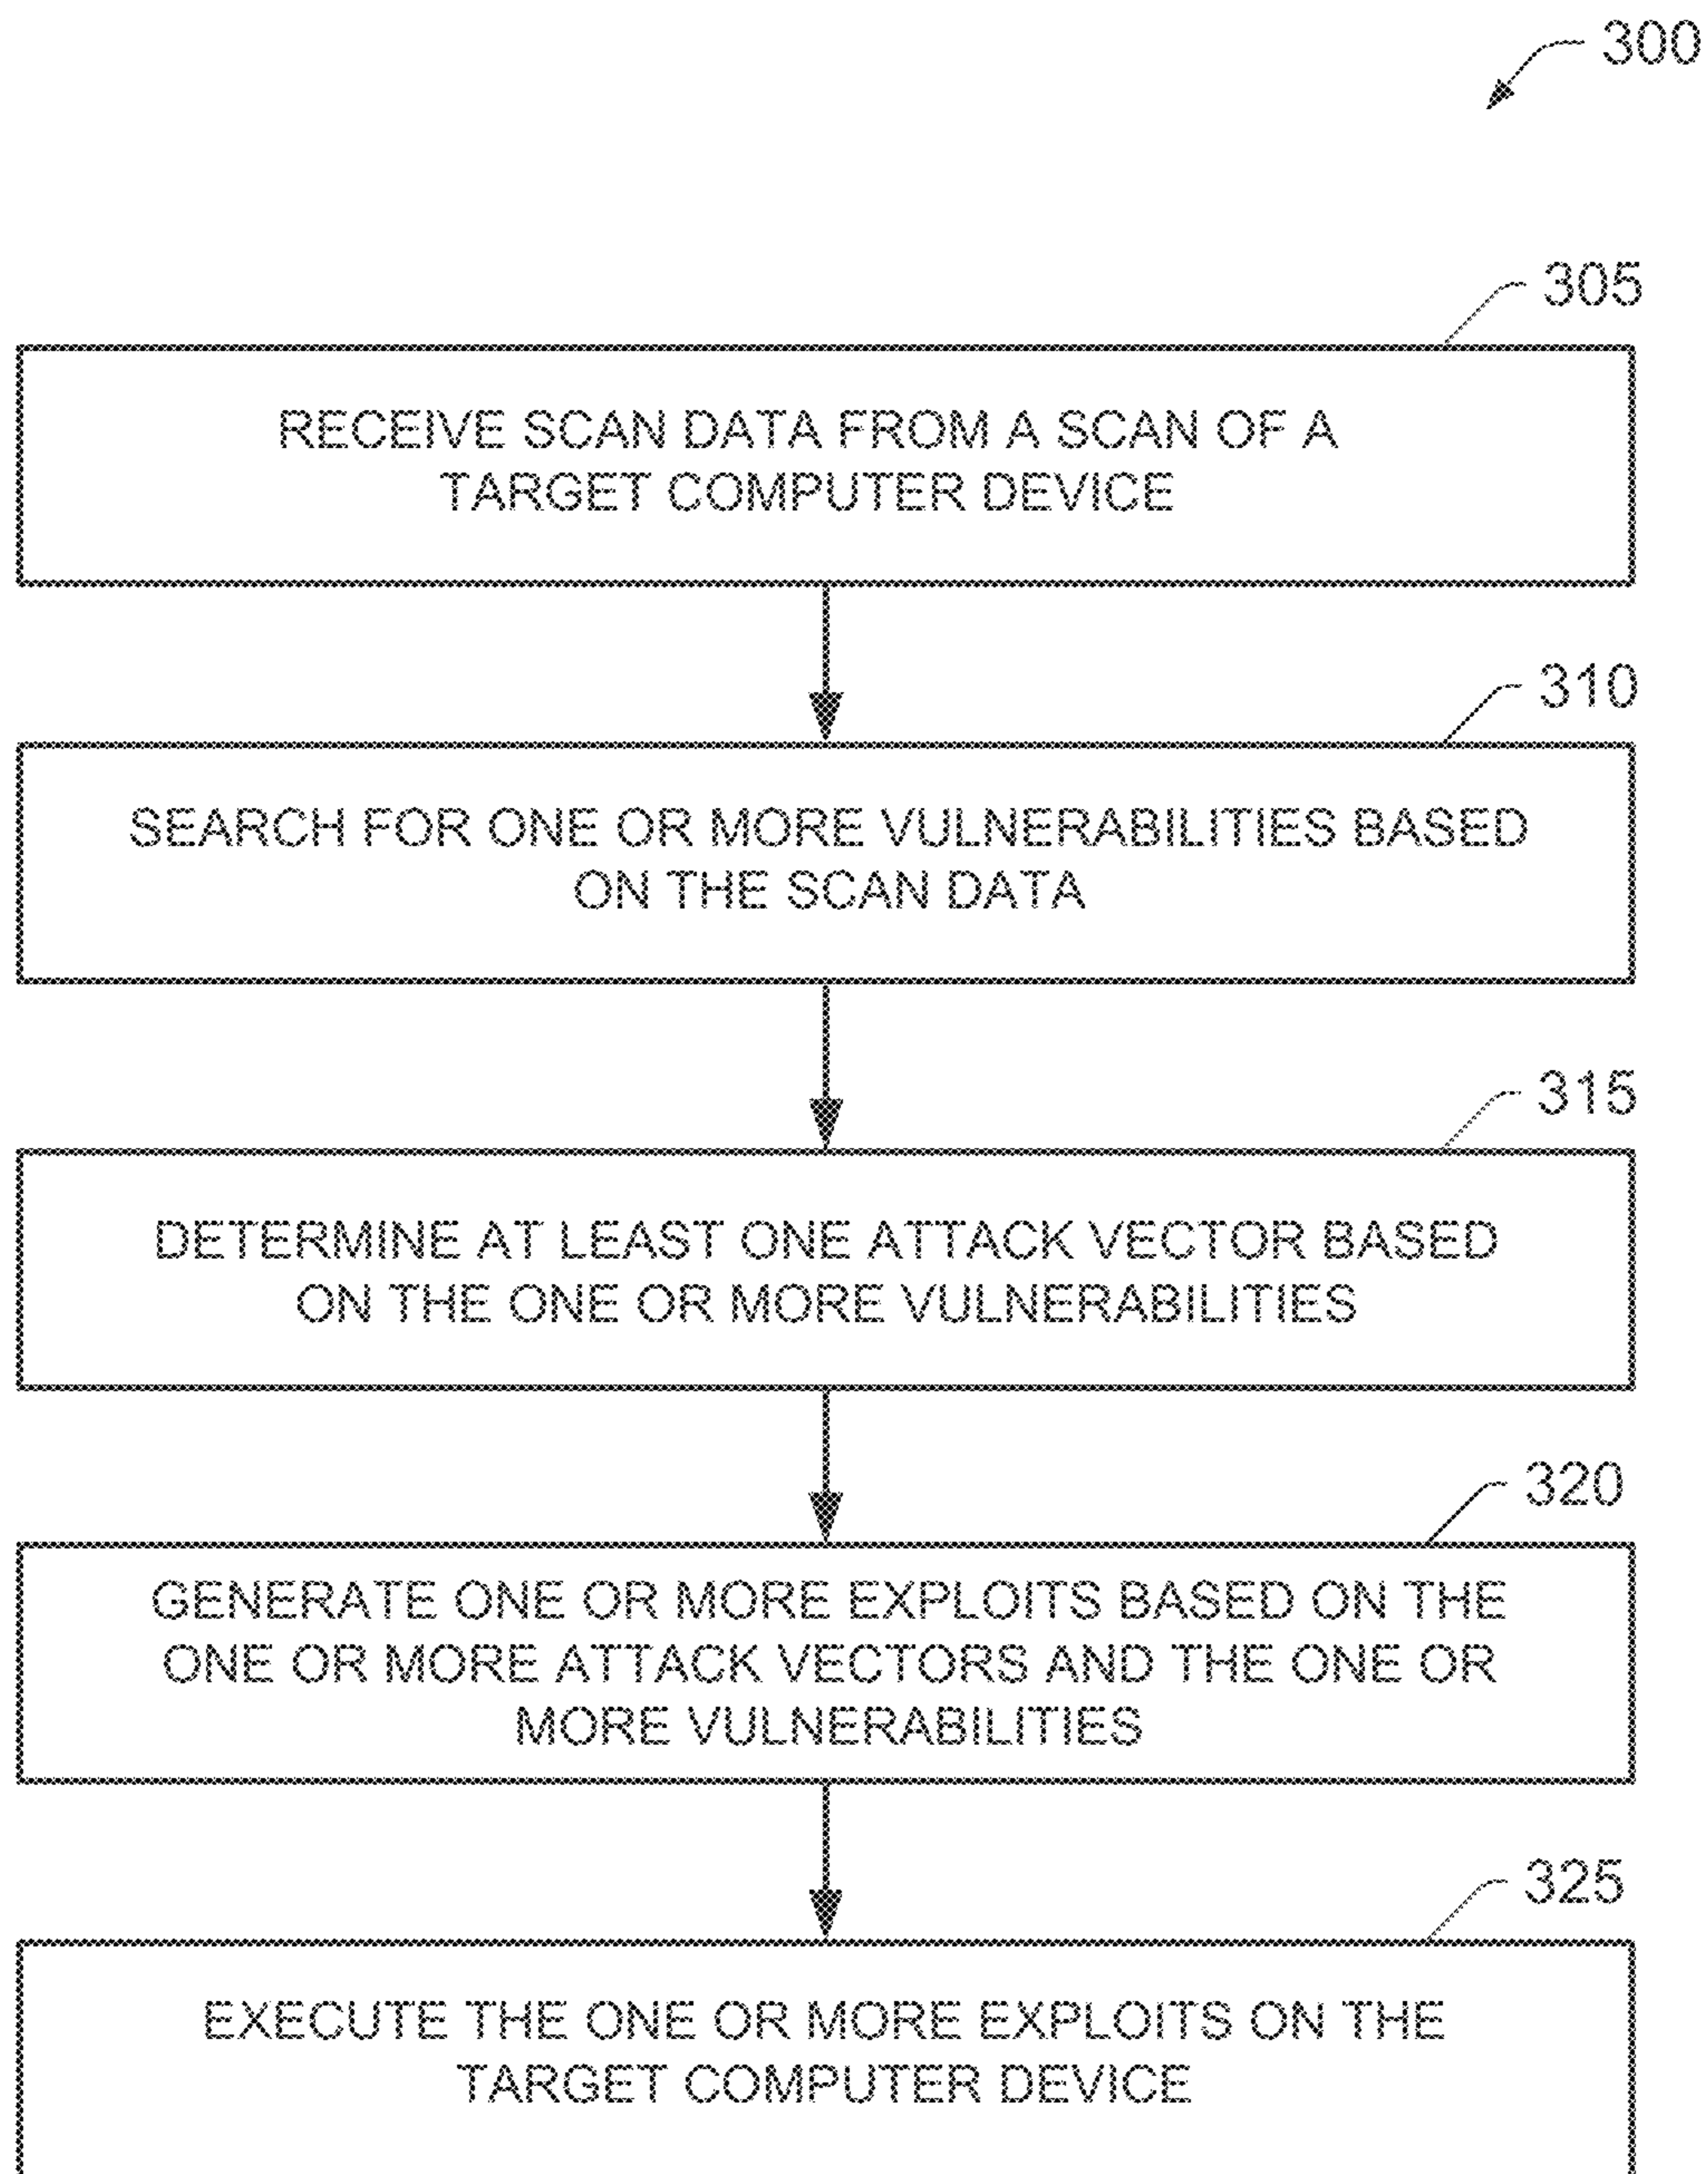 300
305
RECEIVE SCAN DATA FROM A SCAN OF A
TARGET COMPUTER DEVICE
310
SEARCH FOR ONE OR MORE VULNERABILITIES BASED
ON THE SCAN DATA
315
DETERMINE AT LEAST ONE ATTACK VECTOR BASED
ON THE ONE OR MORE VULNERABILITIES
320
GENERATE ONE OR MORE EXPLOITS BASED ON THE
ONE OR MORE ATTACK VECTORS AND THE ONE OR
MORE VULNERABILITIES
325
EXECUTE THE ONE OR MORE EXPLOITS ON THE
TARGET COMPUTER DEVICE